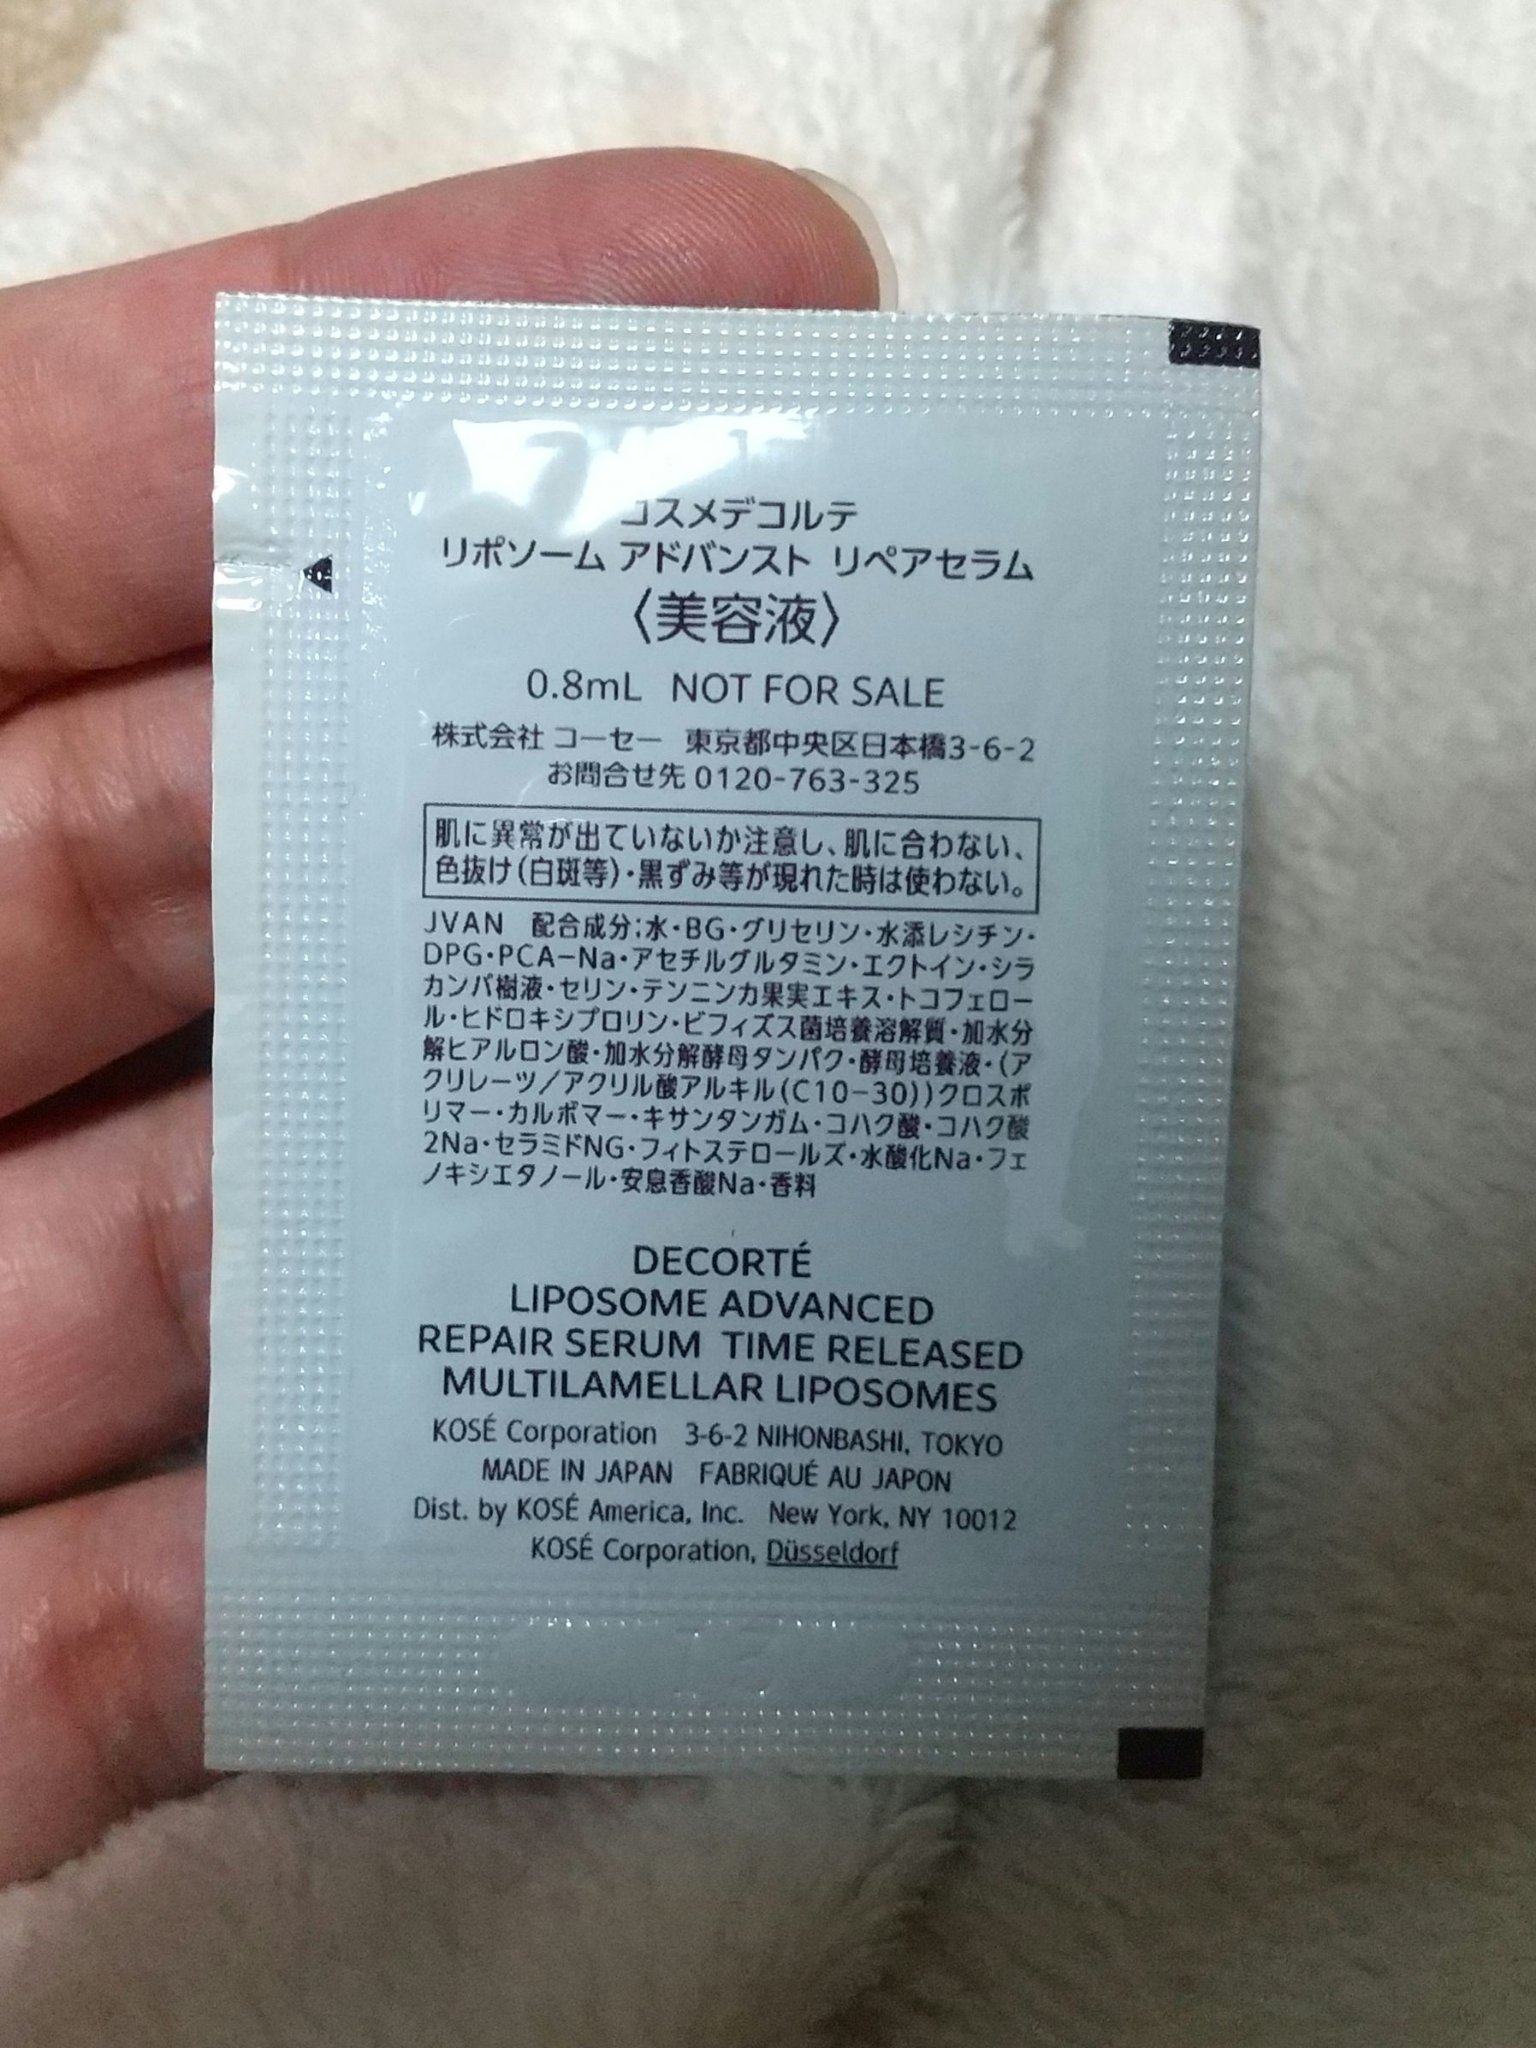 コスメデコルテ
リポソーム アドバンスト リペアセラム
〈美容液〉
0.8mL NOT FOR SALE
株式会社 コーセー 東京都中央区日本橋3-6-2
お問合せ先 0120-763-325
肌に異常が出ていないか注意し、肌に合わない、
色抜け(白斑等)・黒ずみ等が現れた時は使わない。
JVAN 配合成分;水・BG・グリセリン・水添レシチン・
DPG・PCA-Na・アセチルグルタミン・エクトイン・シラ
カンバ樹液・セリン・テンニンカ果実エキス・トコフェロー
ル・ヒドロキシプロリン・ビフィズス菌培養溶解質・加水分
解ヒアルロン酸・加水分解酵母タンパク・酵母培養液・(ア
クリレーツ/アクリル酸アルキル(C10-30))クロスポ
リマー・カルボマー・キサンタンガム・コハク酸・コハク酸
2Na・セラミドNG・フィトステロールズ・水酸化Na・フェ
ノキシエタノール・安息香酸Na・香料
DECORTÉ
LIPOSOME ADVANCED
REPAIR SERUM TIME RELEASED
MULTILAMELLAR LIPOSOMES
KOSÉ Corporation 3-6-2 NIHONBASHI, TOKYO
MADE IN JAPAN FABRIQUÉ AU JAPON
Dist. by KOSÉ America, Inc. New York, NY 10012
KOSÉ Corporation, Düsseldorf